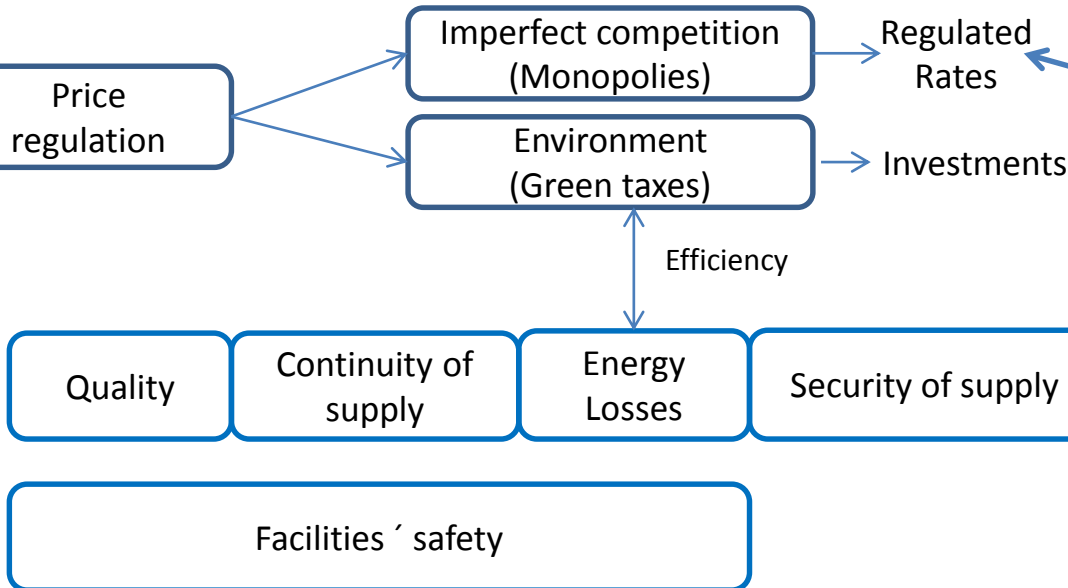 Imperfect competition
(Monopolies)
Regulated
Rates
Price
regulation
Environment
(Green taxes)
Investments
Efficiency
Quality
Continuity of
supply
Energy
Losses
Security of supply
Facilities ´ safety